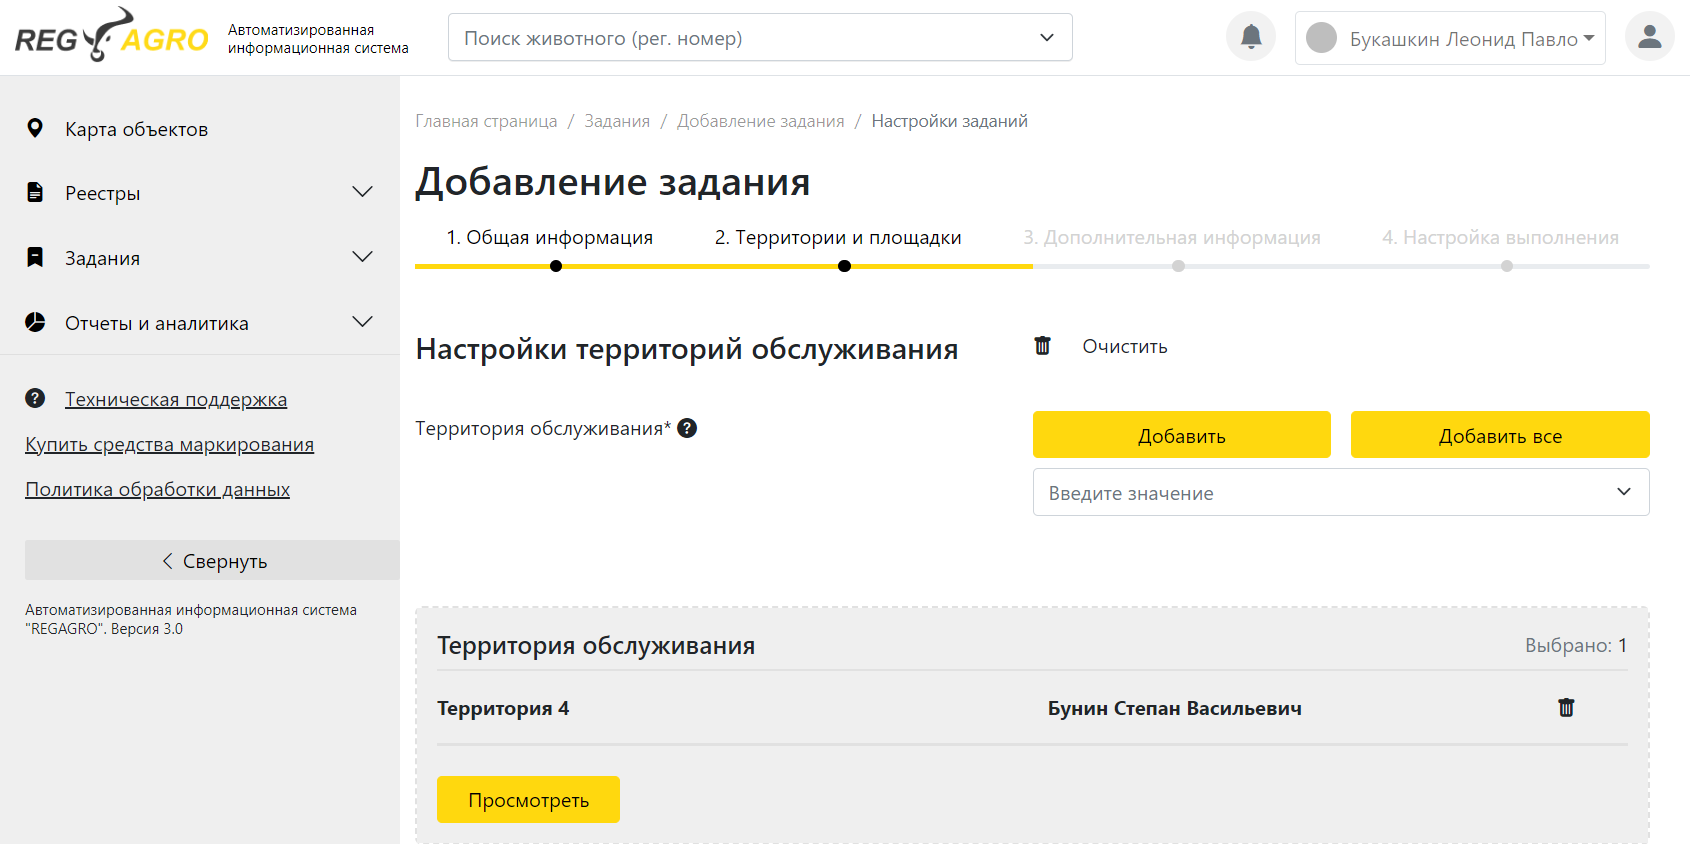 REG AGRO
Автоматизированная
информационная система
Поиск животного (рег. номер)
Букашкин Леонид Павло
Карта объектов
Реестры
Задания
Отчеты и аналитика
? Техническая поддержка
Купить средства маркирования
Политика обработки данных
Свернуть
Автоматизированная информационная система
"REGAGRO". Версия 3.0
Главная страница / Задания / Добавление задания / Настройки заданий
Добавление задания
1. Общая информация 2. Территории и площадки 3. Дополнительная информация 4. Настройка выполнения
Настройки территорий обслуживания Очистить
Территория обслуживания* ?
Добавить Добавить все
Введите значение
Территория обслуживания Выбрано: 1
Территория 4 Бунин Степан Васильевич
Просмотреть